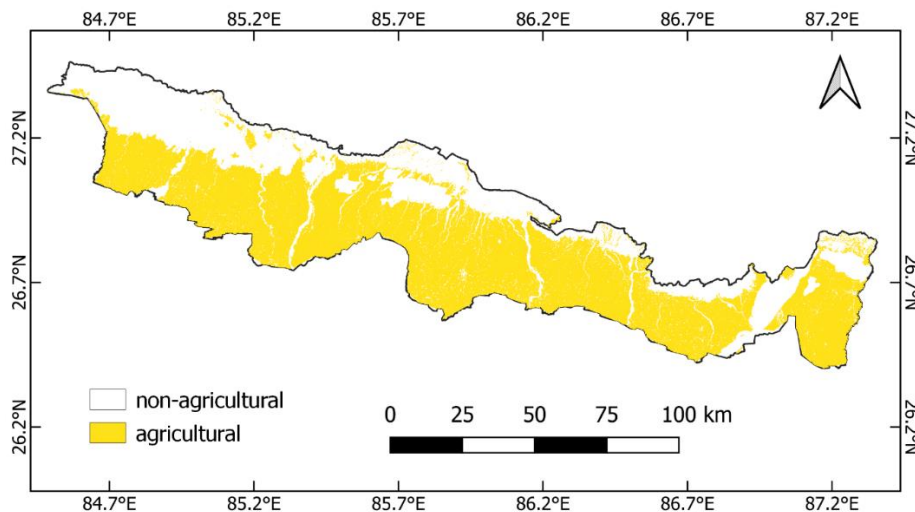 84.7°E 85.2°E 85.7°E 86.2°E 86.7°E 87.2°E
27.2°N 27.2°N
26.7°N 26.7°N
26.2°N 26.2°N
non-agricultural
agricultural
0 25 50 75 100 km
84.7°E 85.2°E 85.7°E 86.2°E 86.7°E 87.2°E